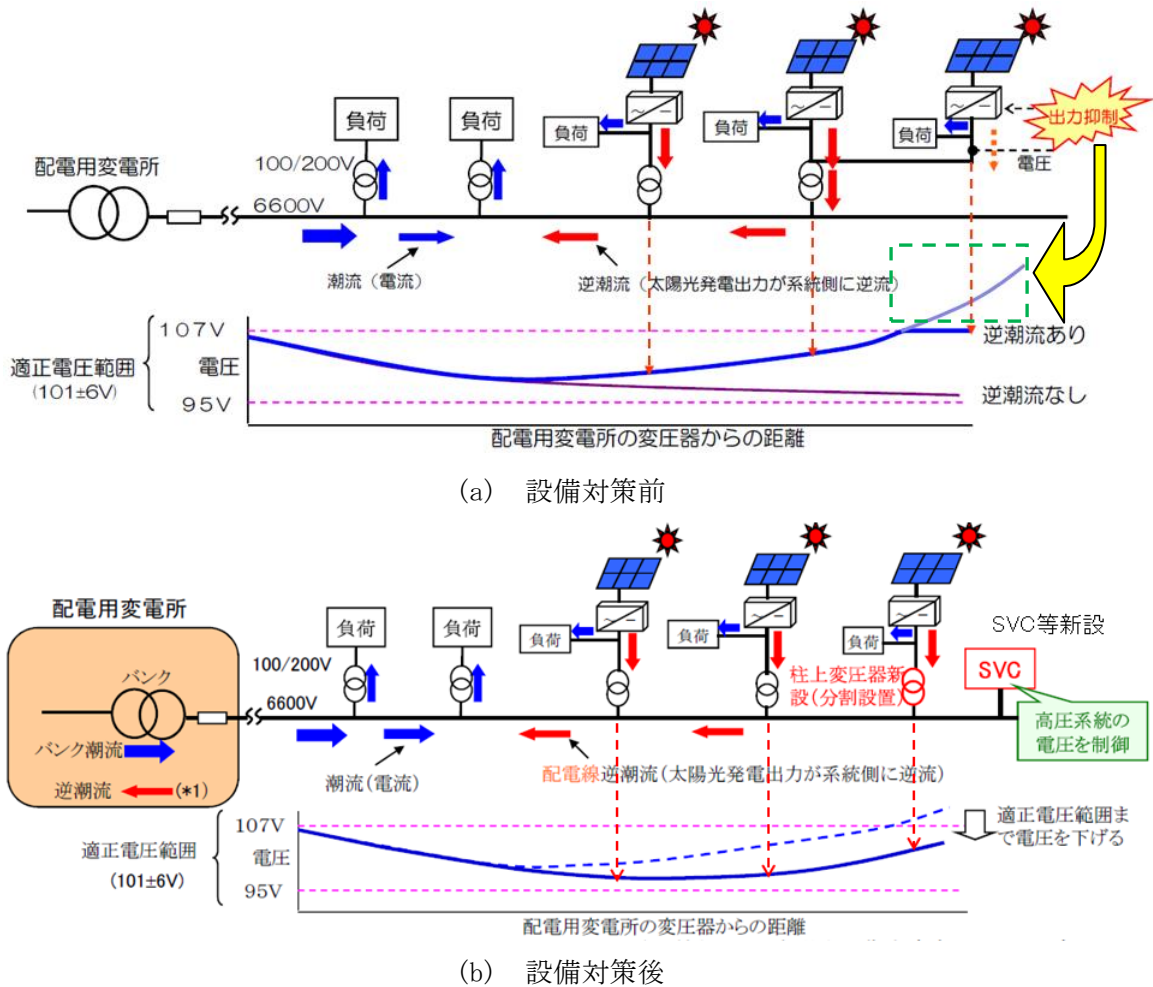 負荷
負荷
負荷
負荷
負荷
出力抑制
電圧
配電用変電所
100/200V
6600V
潮流（電流）
逆潮流（太陽光発電出力が系統側に逆流）
107V
適正電圧範囲
(101±6V)
電圧
95V
逆潮流あり
逆潮流なし
配電用変電所の変圧器からの距離
(a) 設備対策前
配電用変電所
バンク
バンク潮流
逆潮流
(*1)
負荷
負荷
負荷
負荷
負荷
100/200V
6600V
柱上変圧器新
設(分割設置)
SVC等新設
SVC
高圧系統の
電圧を制御
潮流(電流)
配電線逆潮流(太陽光発電出力が系統側に逆流)
107V
適正電圧範囲
(101±6V)
電圧
95V
適正電圧範囲ま
で電圧を下げる
配電用変電所の変圧器からの距離
(b) 設備対策後